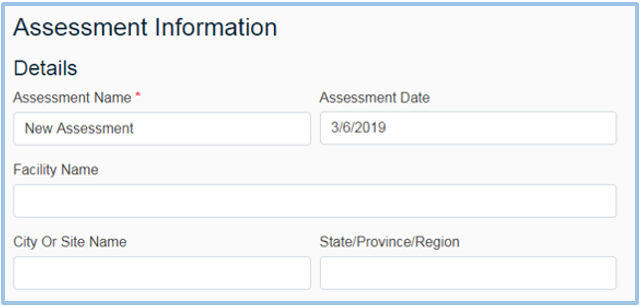 Assessment Information
Details
Assessment Name * Assessment Date
New Assessment 3/6/2019
Facility Name
City Or Site Name State/Province/Region